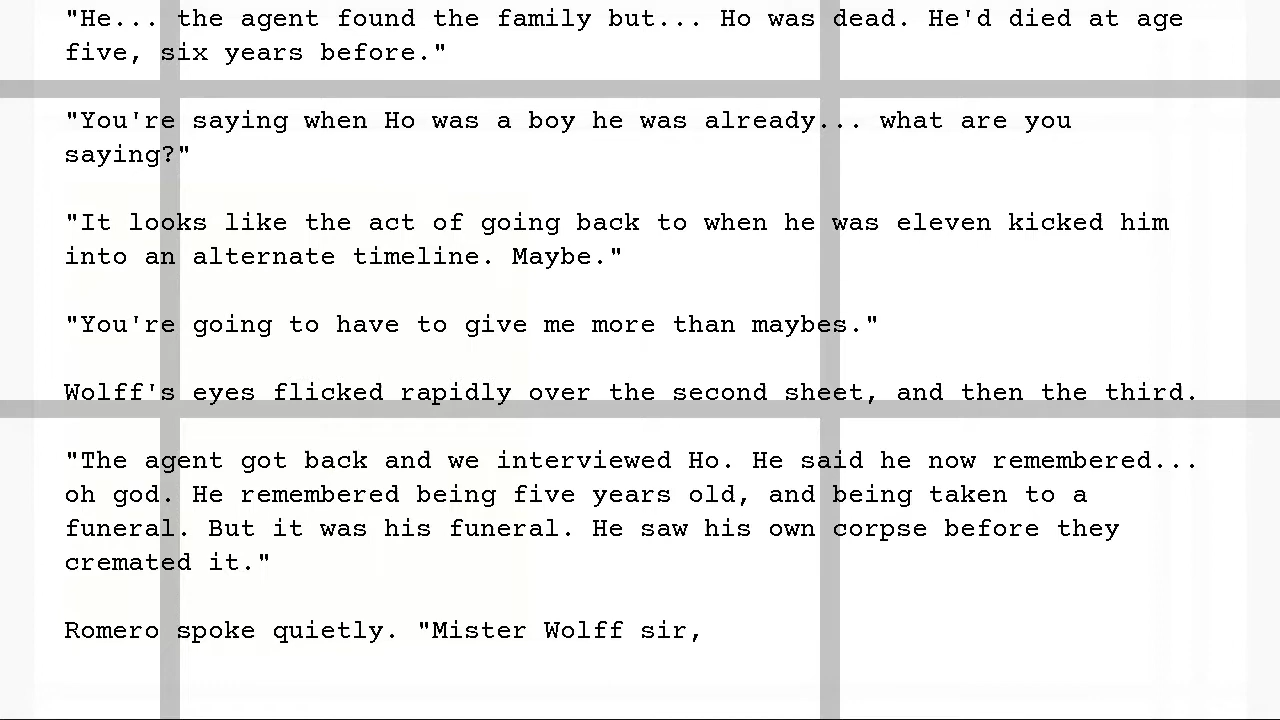 "He... the agent found the family but... Ho was dead. He'd died at age
five, six years before."
"You're saying when Ho was a boy he was already... what are you
saying?"
"It looks like the act of going back to when he was eleven kicked him
into an alternate timeline. Maybe."
"You're going to have to give me more than maybes."
Wolff's eyes flicked rapidly over the second sheet, and then the third.
"The agent got back and we interviewed Ho. He said he now remembered...
oh god. He remembered being five years old, and being taken to a
funeral. But it was his funeral. He saw his own corpse before they
cremated it."
Romero spoke quietly. "Mister Wolff sir,